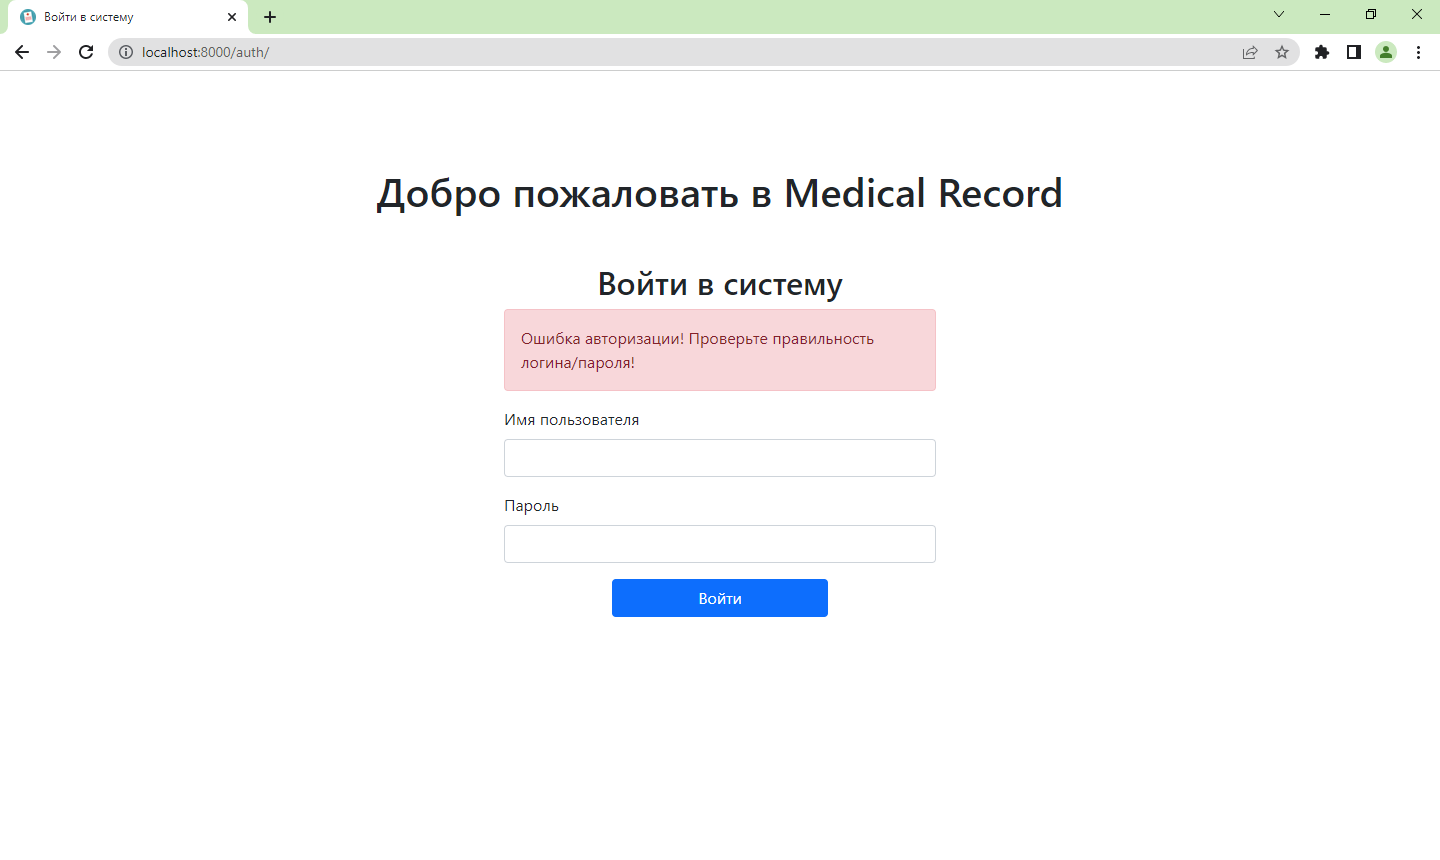 Войти в систему
localhost:8000/auth/
Добро пожаловать в Medical Record
Войти в систему
Ошибка авторизации! Проверьте правильность
логина/пароля!
Имя пользователя
Пароль
Войти